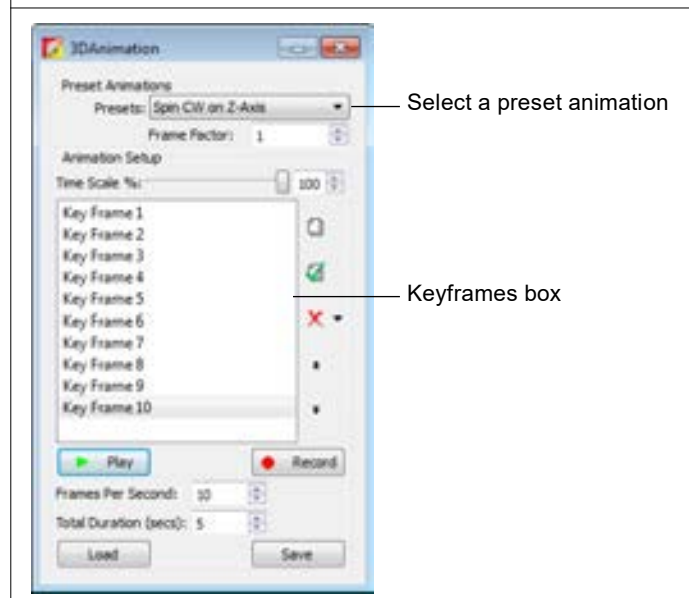 3DAnimation
Preset Animations
Presets: Spin CW on Z-Axis
Select a preset animation
Frame Factor: 1
Animation Setup
Time Scale %: 100
Key Frame 1
Key Frame 2
Key Frame 3
Key Frame 4
Key Frame 5
Keyframes box
Key Frame 6
Key Frame 7
Key Frame 8
Key Frame 9
Key Frame 10
Play
Record
Frames Per Second: 10
Total Duration (secs): 5
Load
Save